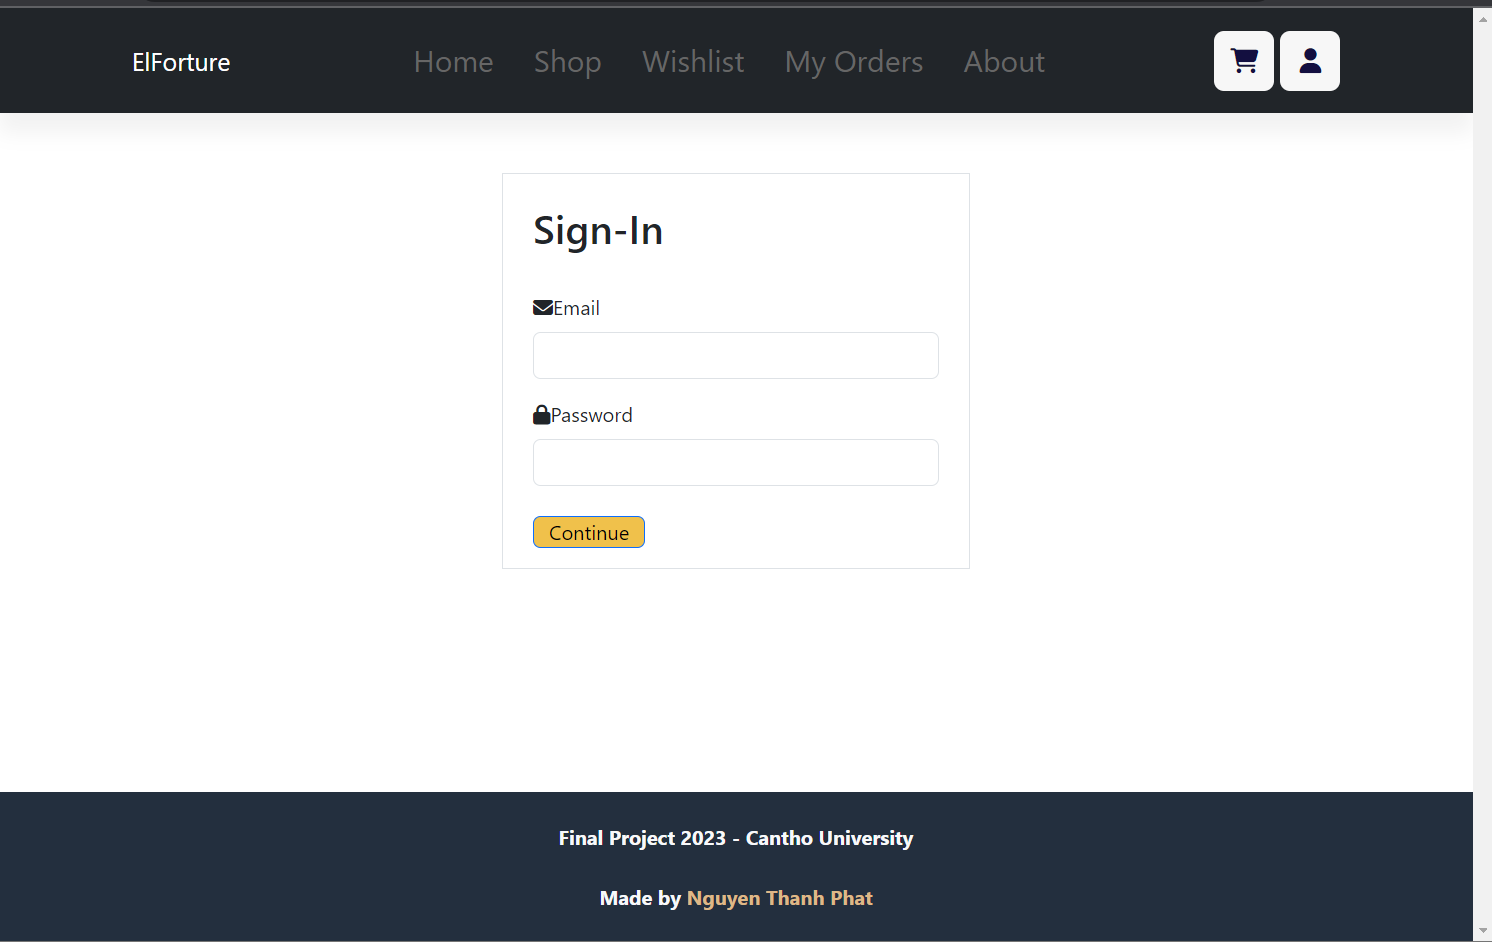 ElForture Home Shop Wishlist My Orders About
Sign-In
Email
Password
Continue
Final Project 2023 - Cantho University
Made by Nguyen Thanh Phat